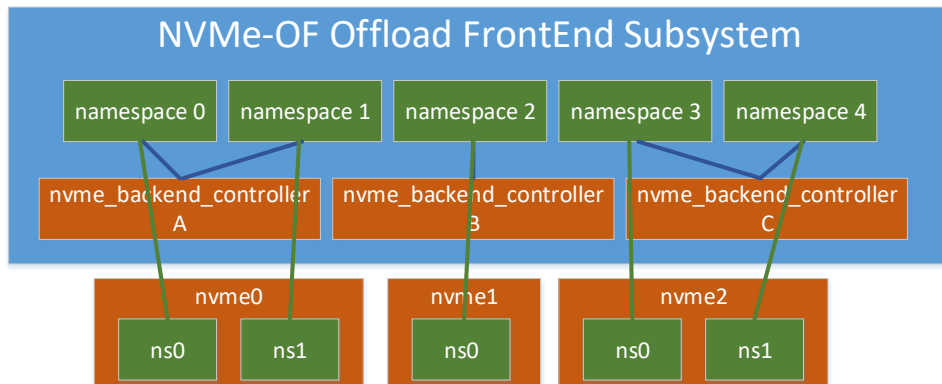 NVMe-OF Offload FrontEnd Subsystem
namespace 0
namespace 1
namespace 2
namespace 3
namespace 4
nvme_backend_controller
A
nvme_backend_controller
B
nvme_backend_controller
C
nvme0
nvme1
nvme2
ns0
ns1
ns0
ns0
ns1